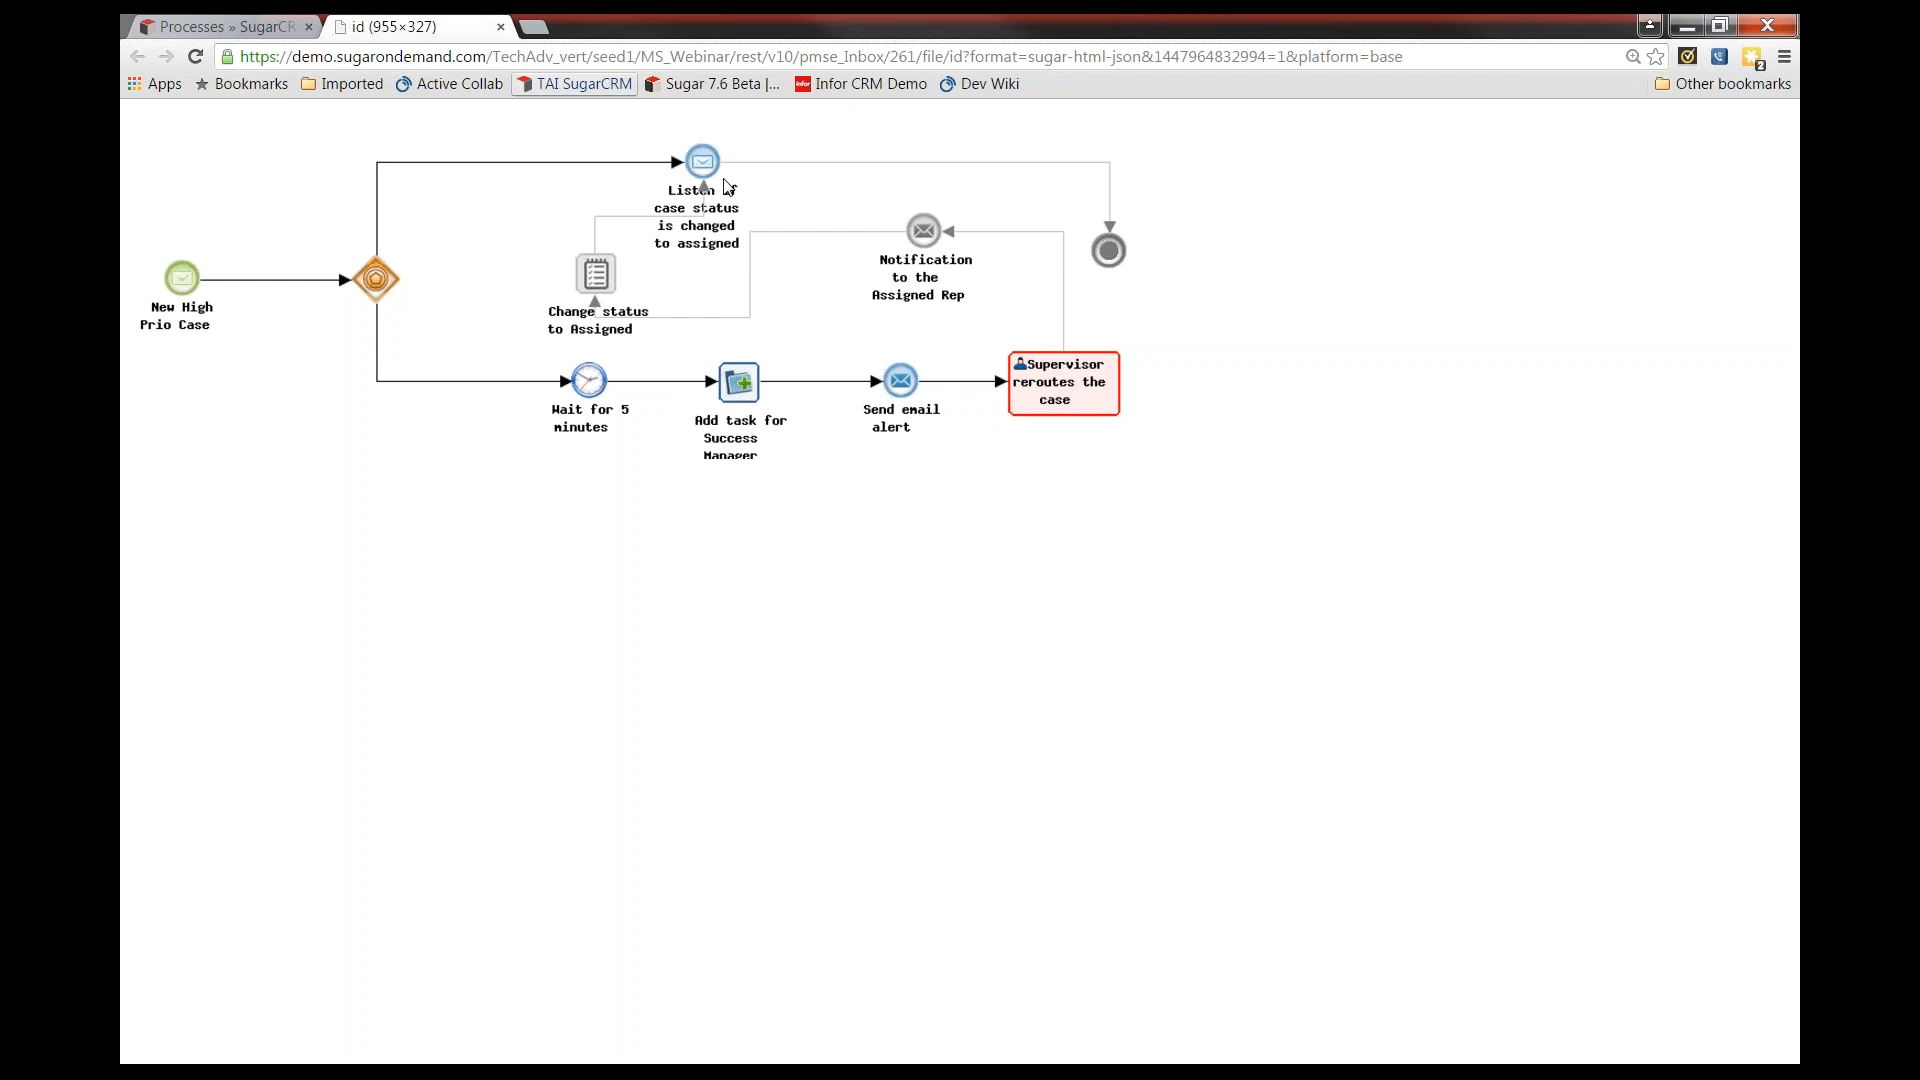 Processes » SugarCR
id (955×327)
https://demo.sugarondemand.com/TechAdv_vert/seed1/MS_Webinar/rest/v10/pmse_Inbox/261/file/id?format=sugar-html-json&1447964832994=1&platform=base
2
Apps
Bookmarks
Imported
Active Collab
TAI SugarCRM
Sugar 7.6 Beta |...
Infor CRM Demo
Dev Wiki
Other bookmarks
Listen if
case status
is changed
to assigned
New High
Prio Case
Change status
to Assigned
Notification
to the
Assigned Rep
Wait for 5
minutes
Add task for
Success
Manager
Send email
alert
Supervisor
reroutes the
case